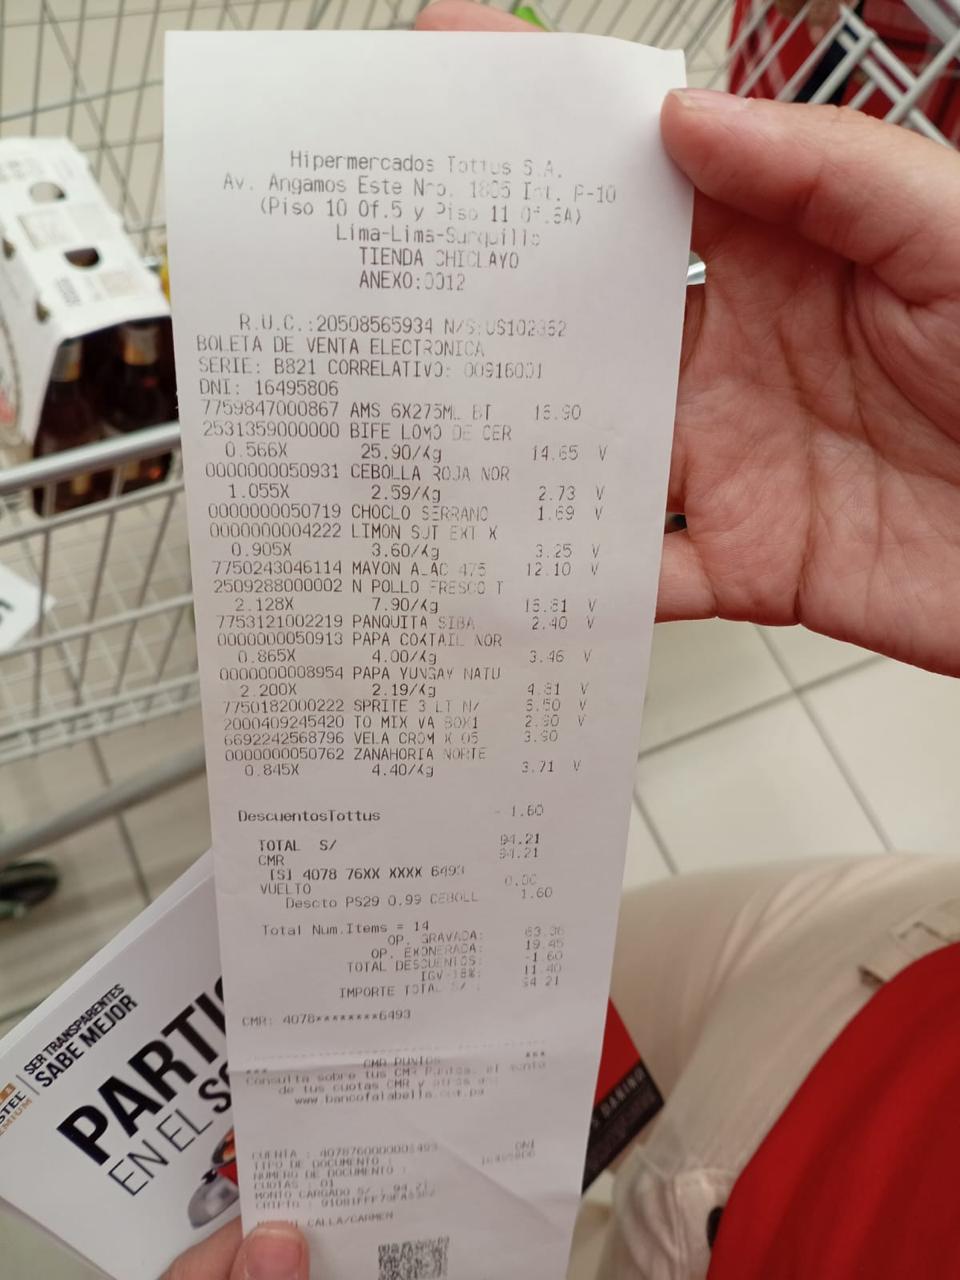 Hipermercados Tottus S.A.
Av. Angamos Este Nro. 1805 Int. P-10
(Piso 10 Of.5 y Piso 11 Of.6A)
Lima-Lima-Surquillo
TIENDA CHICLAYO
ANEXO:0012
R.U.C.:20508565934 N/S:US102352
BOLETA DE VENTA ELECTRONICA
SERIE: B821 CORRELATIVO: 00916001
DNI: 16495806
7759847000867 AMS 6X275ML BT
2531359000000 BIFE LOMO DE CER
0.566X 25.90/Kg 14.65 V
0000000050931 CEBOLLA ROJA NOR
1.055X 2.59/Kg 2.73 V
0000000050719 CHOCLO SERRANO 1.69 V
0000000004222 LIMON SUT EXT X
0.905X 3.60/Kg 3.25 V
7750243046114 MAYON ALAC 475 12.10 V
2509288000002 N POLLO FRESCO T
2.128X 7.90/Kg 16.81 V
7753121002219 PANQUITA SIBA 2.40 V
0000000050913 PAPA COXTAIL NOR
0.865X 4.00/Kg 3.46 V
0000000008954 PAPA YUNGAY NATU
2.200X 2.19/Kg 4.81 V
7750182000222 SPRITE 3 LT N/ V
2000409245420 TO MIX VA BOX1 2.90 V
6692242568796 VELA CROM X 05 3.90
0000000050762 ZANAHORIA NORTE
0.845X 4.40/Kg 3.71 V
DescuentosTottus - 1.60
TOTAL S/ 94.21
CMR 94.21
[S] 4078 76XX XXXX 6493
VUELTO 0.00
Descto PS29 0.99 CEBOLL 1.60
Total Num.Items = 14
OP. GRAVADA: 63.36
OP. EXONERADA: 19.45
TOTAL DESCUENTOS: -1.60
IGV 18%: 11.40
IMPORTE TOTAL S/ : 94.21
CMR: 4078********6493
*** CMR PUNTOS ***
Consulta sobre tus CMR Puntos, el monto
de tus cuotas CMR y otros en:
www.bancofalabella.com.pe
CUENTA : 4078760000006493
TIPO DE DOCUMENTO : DNI
NUMERO DE DOCUMENTO : 16495806
CUOTAS : 01
MONTO CARGADO S/ : 94.21
CRIPTO :
CALLA/CARMEN
SER TRANSPARENTES
SABE MEJOR
EN EL